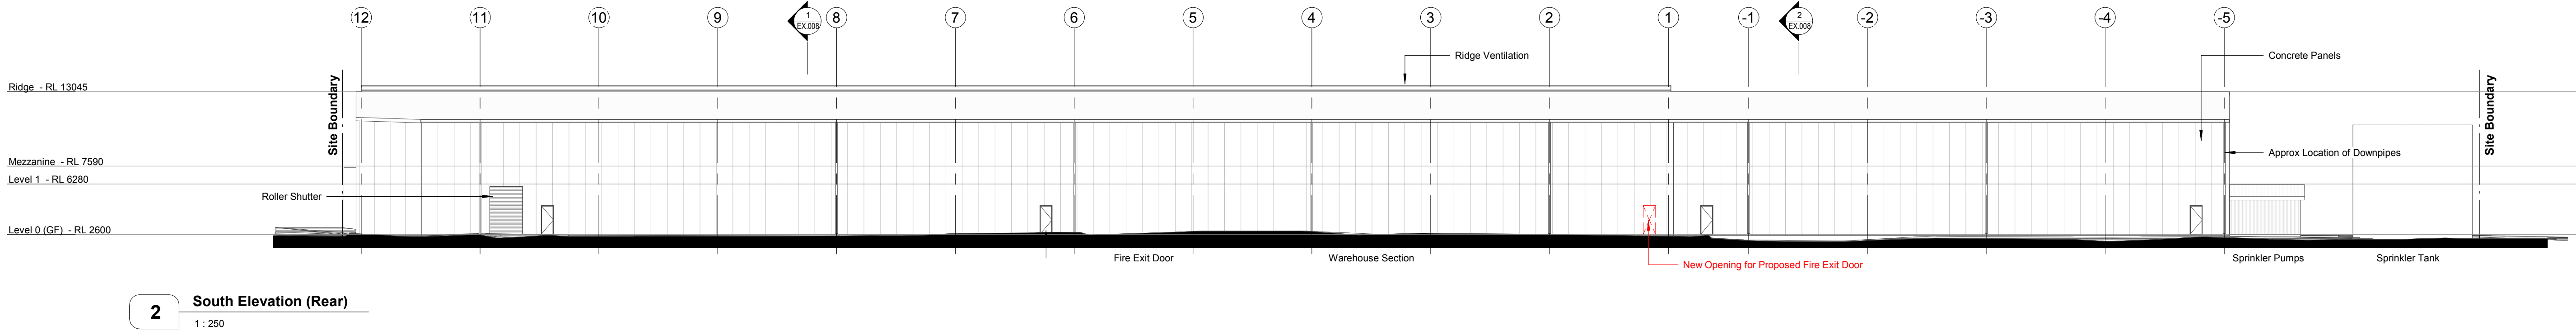 12
11
10
9
1
EX.008
8
7
6
5
4
3
2
1
-1
2
EX.008
-2
-3
-4
-5
Ridge Ventilation
Concrete Panels
Site Boundary
Site Boundary
Ridge - RL 13045
Mezzanine - RL 7590
Approx Location of Downpipes
Level 1 - RL 6280
Roller Shutter
Level 0 (GF) - RL 2600
Fire Exit Door
Warehouse Section
New Opening for Proposed Fire Exit Door
Sprinkler Pumps
Sprinkler Tank
2
South Elevation (Rear)
1 : 250